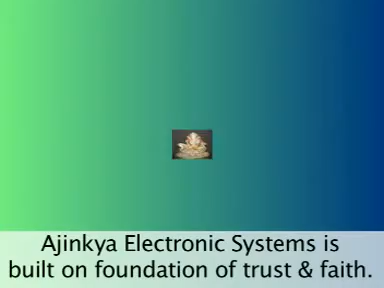 Ajinkya Electronic Systems is
built on foundation of trust & faith.